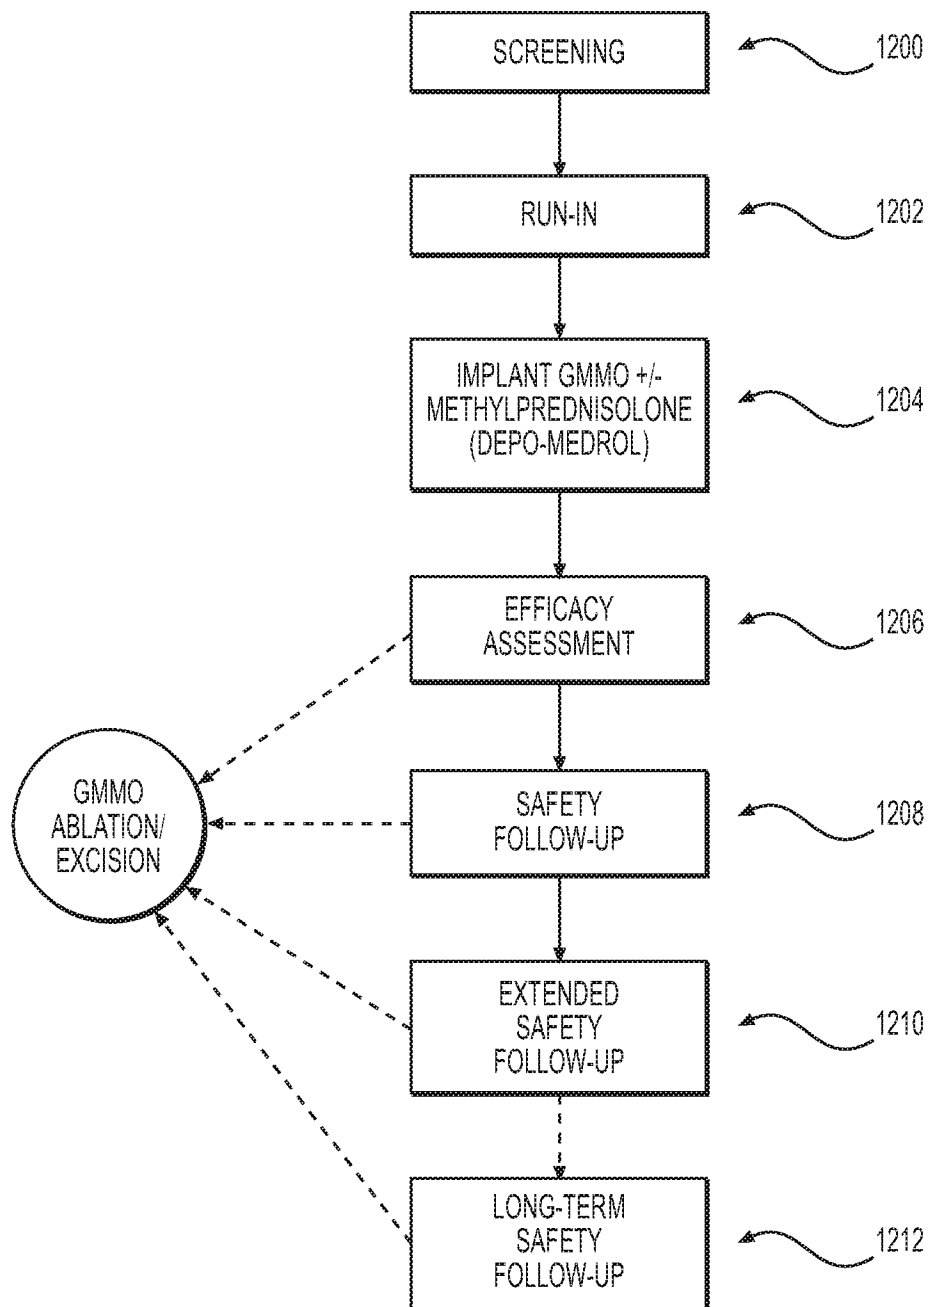 SCREENING
1200
RUN-IN
1202
IMPLANT GMMO +/-
METHYLPREDNISOLONE
(DEPO-MEDROL)
1204
EFFICACY
ASSESSMENT
1206
GMMO
ABLATION/
EXCISION
SAFETY
FOLLOW-UP
1208
EXTENDED
SAFETY
FOLLOW-UP
1210
LONG-TERM
SAFETY
FOLLOW-UP
1212